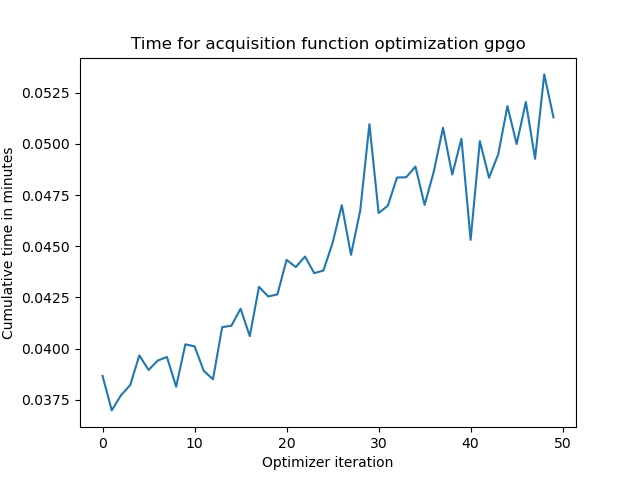 Time for acquisition function optimization gpgo
Cumulative time in minutes
0.0525
0.0500
0.0475
0.0450
0.0425
0.0400
0.0375
0 10 20 30 40 50
Optimizer iteration